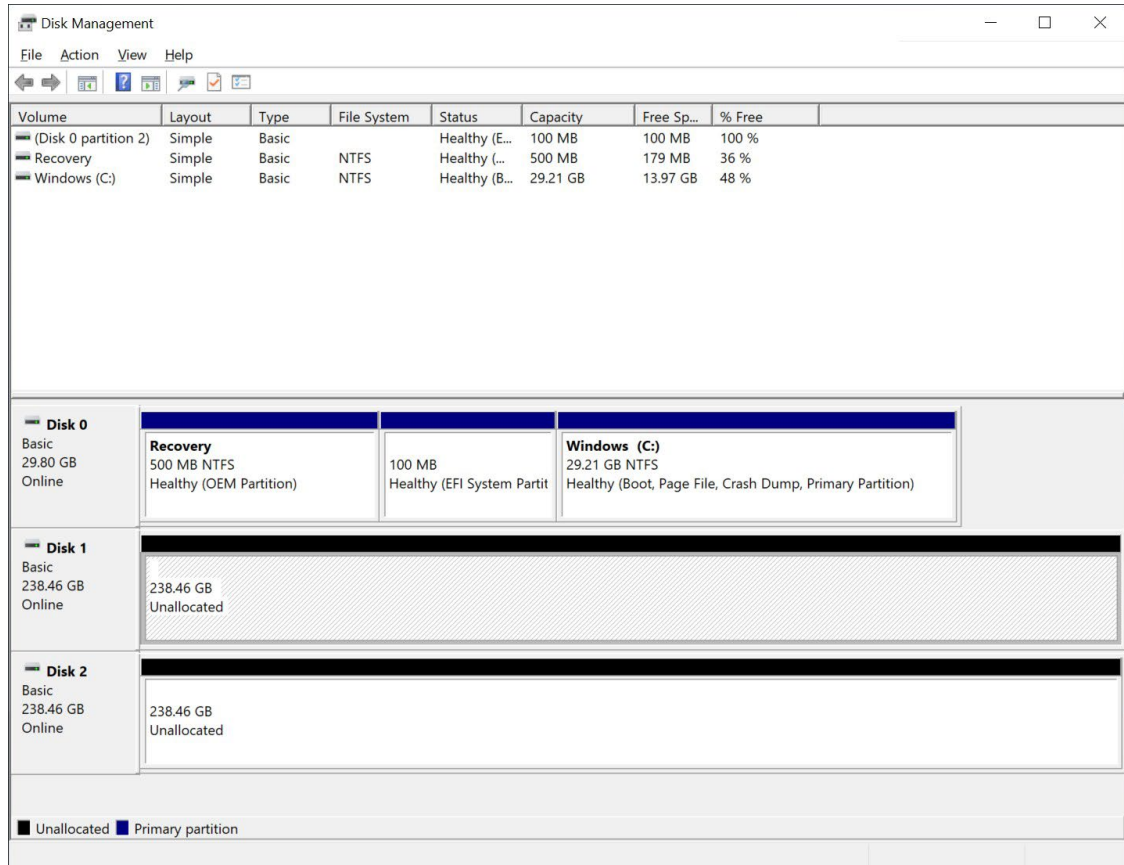 Disk Management
File Action View Help
Volume Layout Type File System Status Capacity Free Sp... % Free
(Disk 0 partition 2) Simple Basic Healthy (E... 100 MB 100 MB 100 %
Recovery Simple Basic NTFS Healthy (... 500 MB 179 MB 36 %
Windows (C:) Simple Basic NTFS Healthy (B... 29.21 GB 13.97 GB 48 %
Disk 0
Basic
29.80 GB
Online
Recovery
500 MB NTFS
Healthy (OEM Partition)
100 MB
Healthy (EFI System Partit
Windows (C:)
29.21 GB NTFS
Healthy (Boot, Page File, Crash Dump, Primary Partition)
Disk 1
Basic
238.46 GB
Online
238.46 GB
Unallocated
Disk 2
Basic
238.46 GB
Online
238.46 GB
Unallocated
Unallocated Primary partition